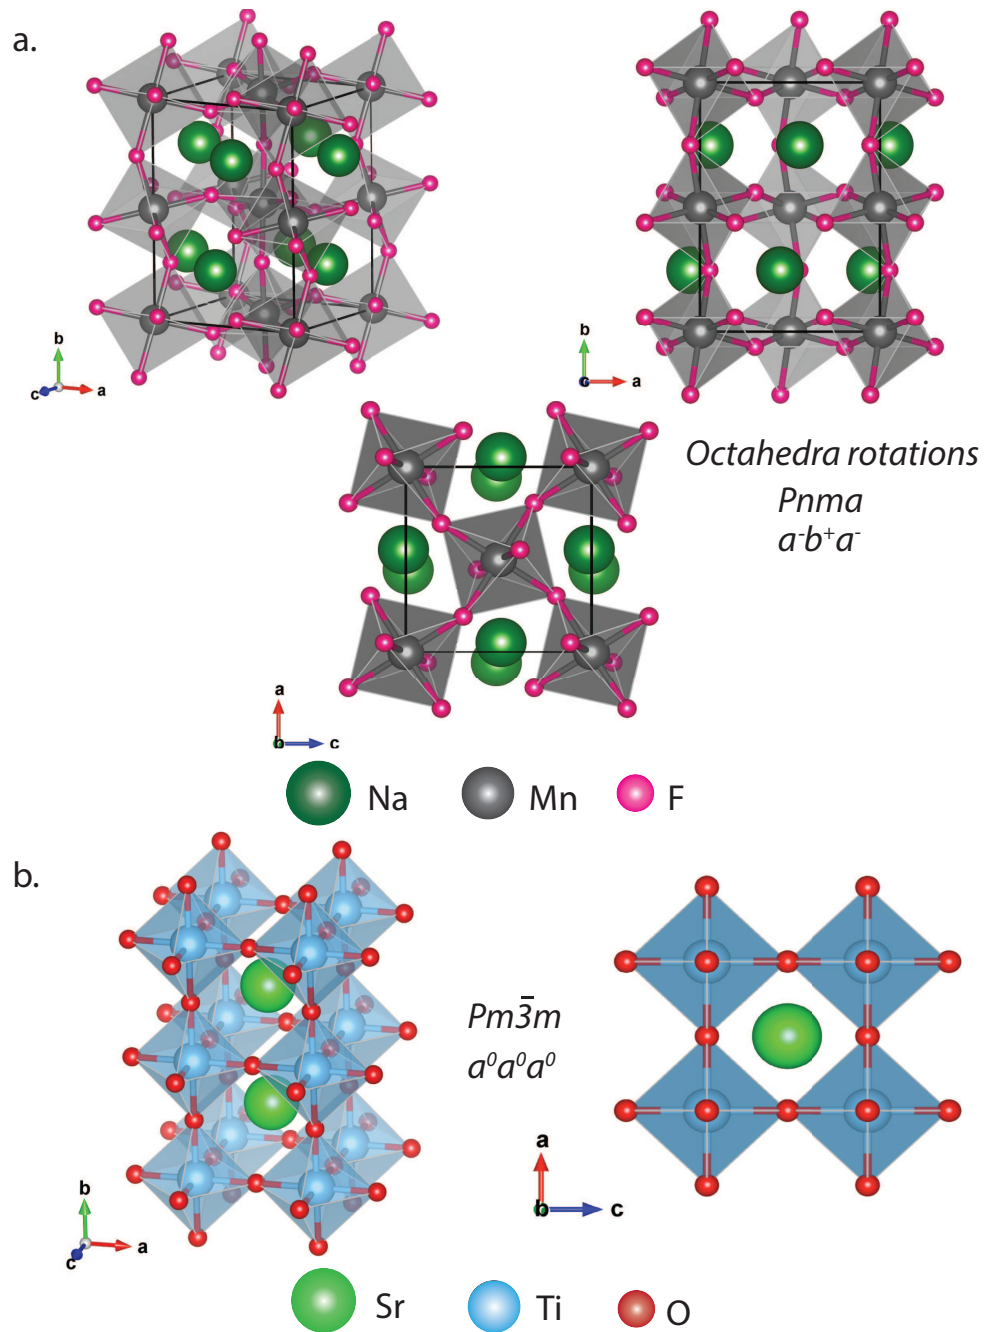 a.
b
c
a
b
c
a
Octahedra rotations
Pnma
a⁻b⁺a⁻
a
b
c
Na
Mn
F
b.
Pm3̅m
a⁰a⁰a⁰
a
b
c
b
a
c
Sr
Ti
O